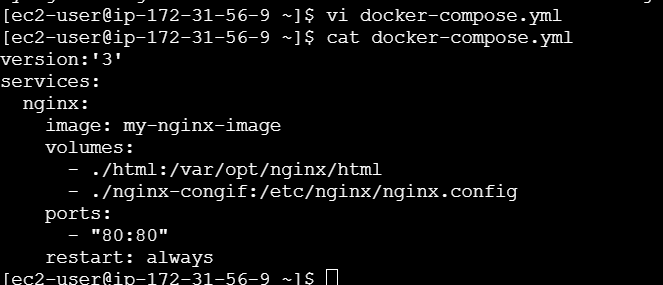 [ec2-user@ip-172-31-56-9 ~]$ vi docker-compose.yml
[ec2-user@ip-172-31-56-9 ~]$ cat docker-compose.yml
version:'3'
services:
  nginx:
    image: my-nginx-image
    volumes:
      - ./html:/var/opt/nginx/html
      - ./nginx-congif:/etc/nginx/nginx.config
    ports:
      - "80:80"
    restart: always
[ec2-user@ip-172-31-56-9 ~]$